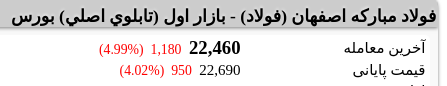 فولاد مباركه اصفهان (فولاد) - بازار اول (تابلوي اصلي) بورس
آخرین معامله 22,460 1,180 (4.99%)
قیمت پایانی 22,690 950 (4.02%)